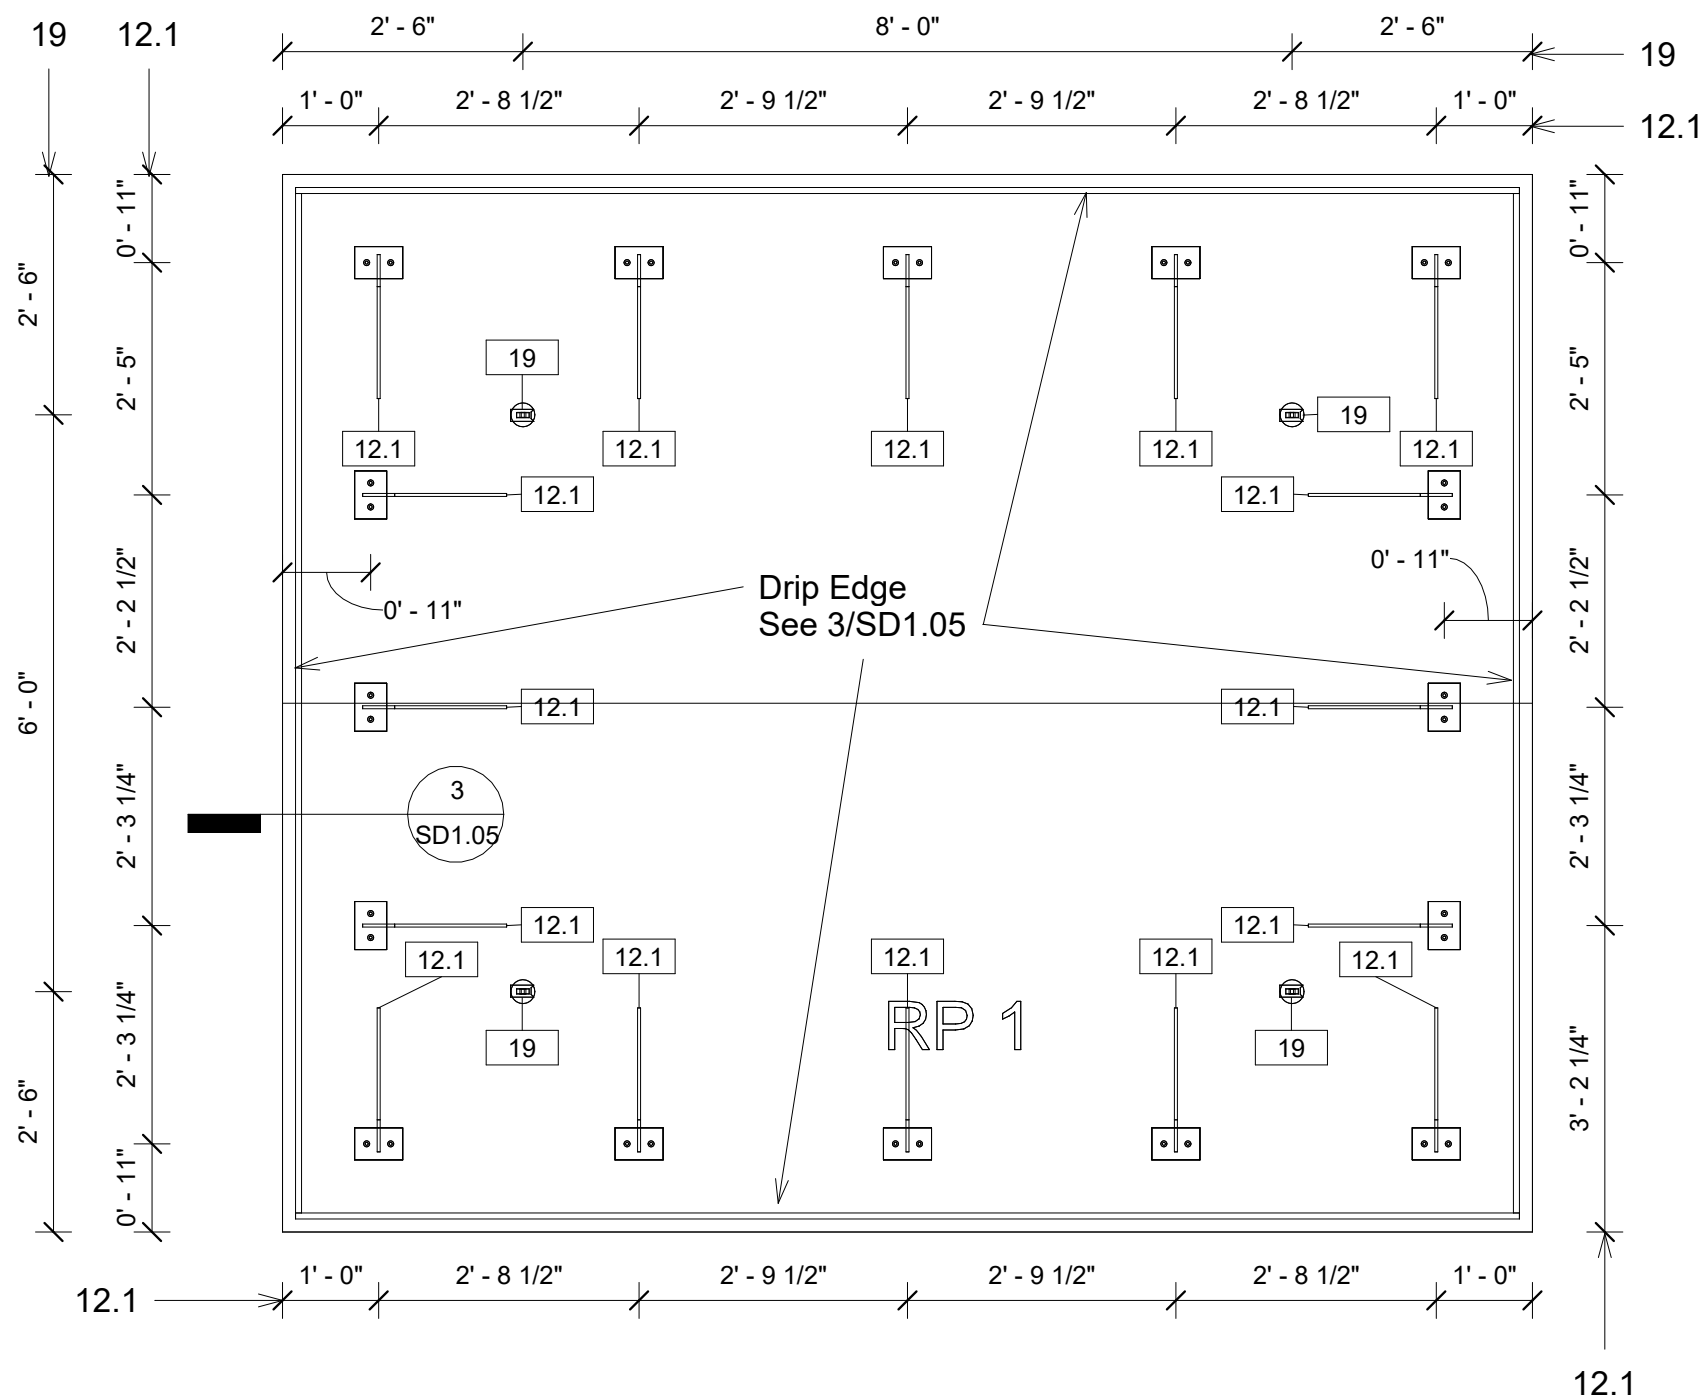 19 12.1
2' - 6" 8' - 0" 2' - 6"
19
1' - 0" 2' - 8 1/2" 2' - 9 1/2" 2' - 9 1/2" 2' - 8 1/2" 1' - 0"
12.1
2' - 6"
6' - 0"
2' - 6"
0' - 11"
2' - 5"
2' - 2 1/2"
2' - 3 1/4"
2' - 3 1/4"
0' - 11"
19
19
12.1 12.1 12.1 12.1 12.1
12.1 12.1
0' - 11"
0' - 11"
Drip Edge
See 3/SD1.05
12.1 12.1
3
SD1.05
12.1 12.1
12.1 12.1 12.1 12.1 12.1
RP 1
19 19
0' - 11"
2' - 5"
2' - 2 1/2"
2' - 3 1/4"
3' - 2 1/4"
1' - 0" 2' - 8 1/2" 2' - 9 1/2" 2' - 9 1/2" 2' - 8 1/2" 1' - 0"
12.1
12.1